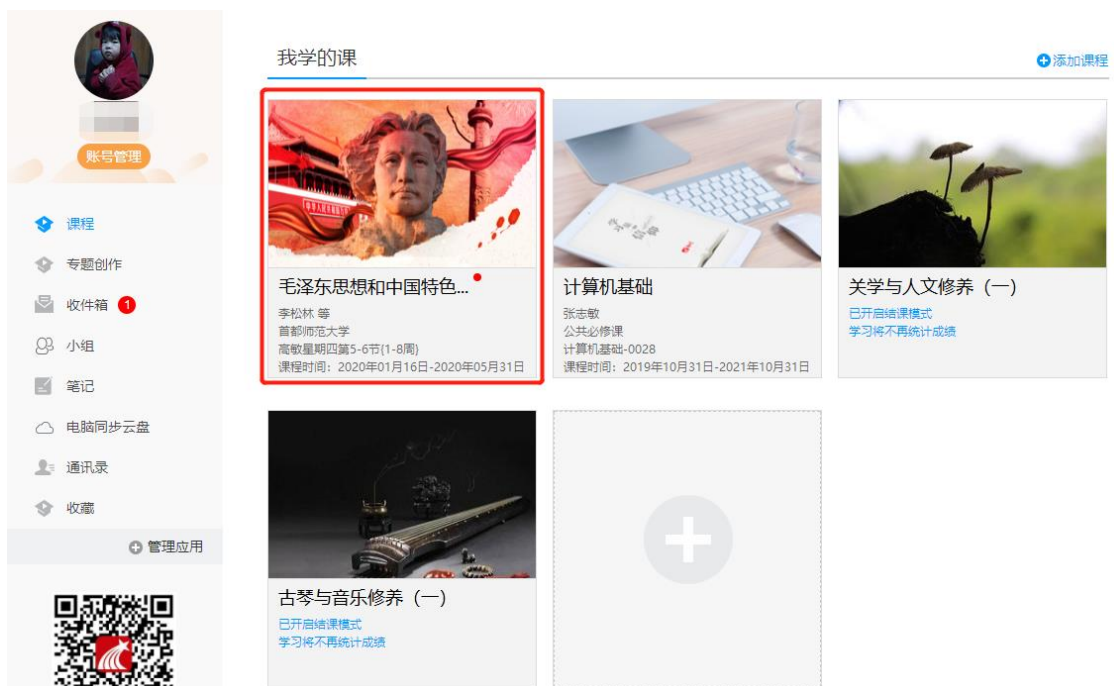 我学的课
添加课程
账号管理
课程
专题创作
收件箱 1
小组
笔记
电脑同步云盘
通讯录
收藏
管理应用
毛泽东思想和中国特色...
李松林 等
首都师范大学
高敏星期四第5-6节(1-8周)
课程时间：2020年01月16日-2020年05月31日
计算机基础
张志敏
公共必修课
计算机基础-0028
课程时间：2019年10月31日-2021年10月31日
关学与人文修养（一）
已开启结课模式
学习将不再统计成绩
古琴与音乐修养（一）
已开启结课模式
学习将不再统计成绩